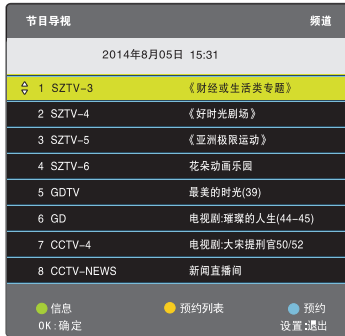 节目导视 频道
2014年8月05日 15:31
1 SZTV-3 《财经或生活类专题》
2 SZTV-4 《好时光剧场》
3 SZTV-5 《亚洲极限运动》
4 SZTV-6 花朵动画乐园
5 GDTV 最美的时光(39)
6 GD 电视剧:璀璨的人生(44-45)
7 CCTV-4 电视剧:大宋提刑官50/52
8 CCTV-NEWS 新闻直播间
信息 预约列表 预约
OK:确定 设置:退出